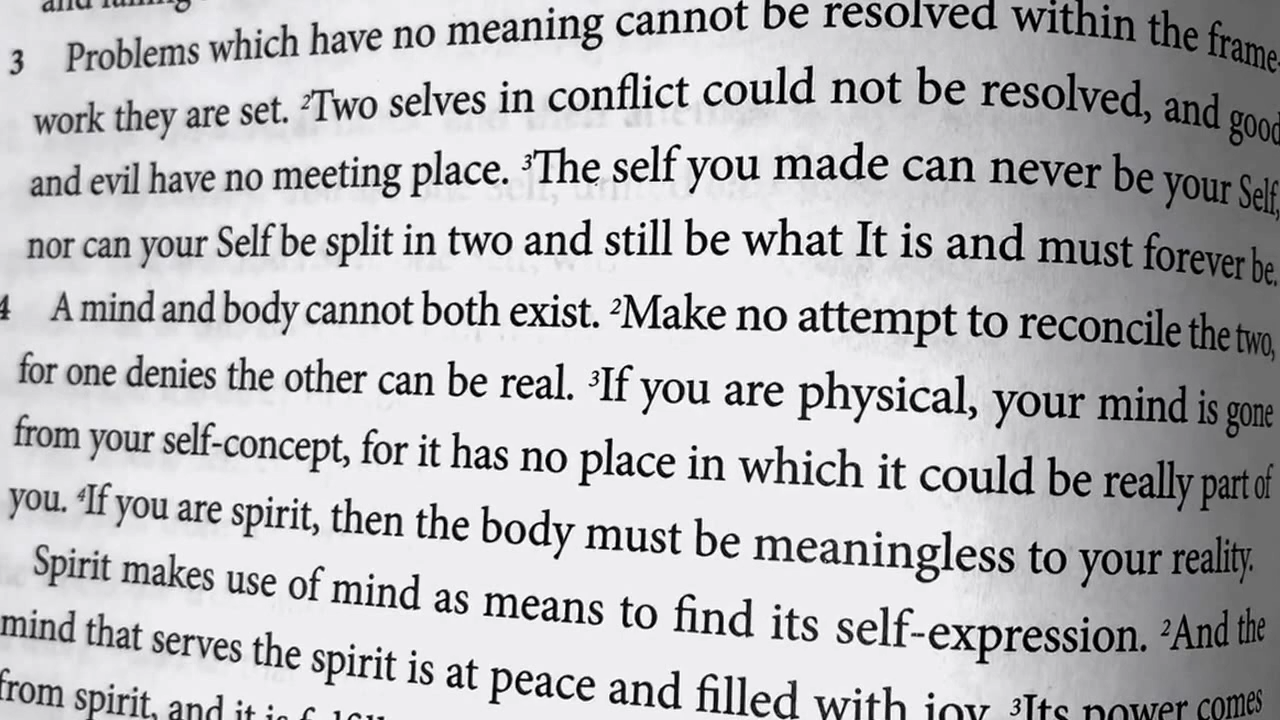 3 Problems which have no meaning cannot be resolved within the frame-
work they are set. ²Two selves in conflict could not be resolved, and good
and evil have no meeting place. ³The self you made can never be your Self,
nor can your Self be split in two and still be what It is and must forever be.
4 A mind and body cannot both exist. ²Make no attempt to reconcile the two,
for one denies the other can be real. ³If you are physical, your mind is gone
from your self-concept, for it has no place in which it could be really part of
you. ⁴If you are spirit, then the body must be meaningless to your reality.
Spirit makes use of mind as means to find its self-expression. ²And the
mind that serves the spirit is at peace and filled with joy. ³Its power comes
from spirit, and it is